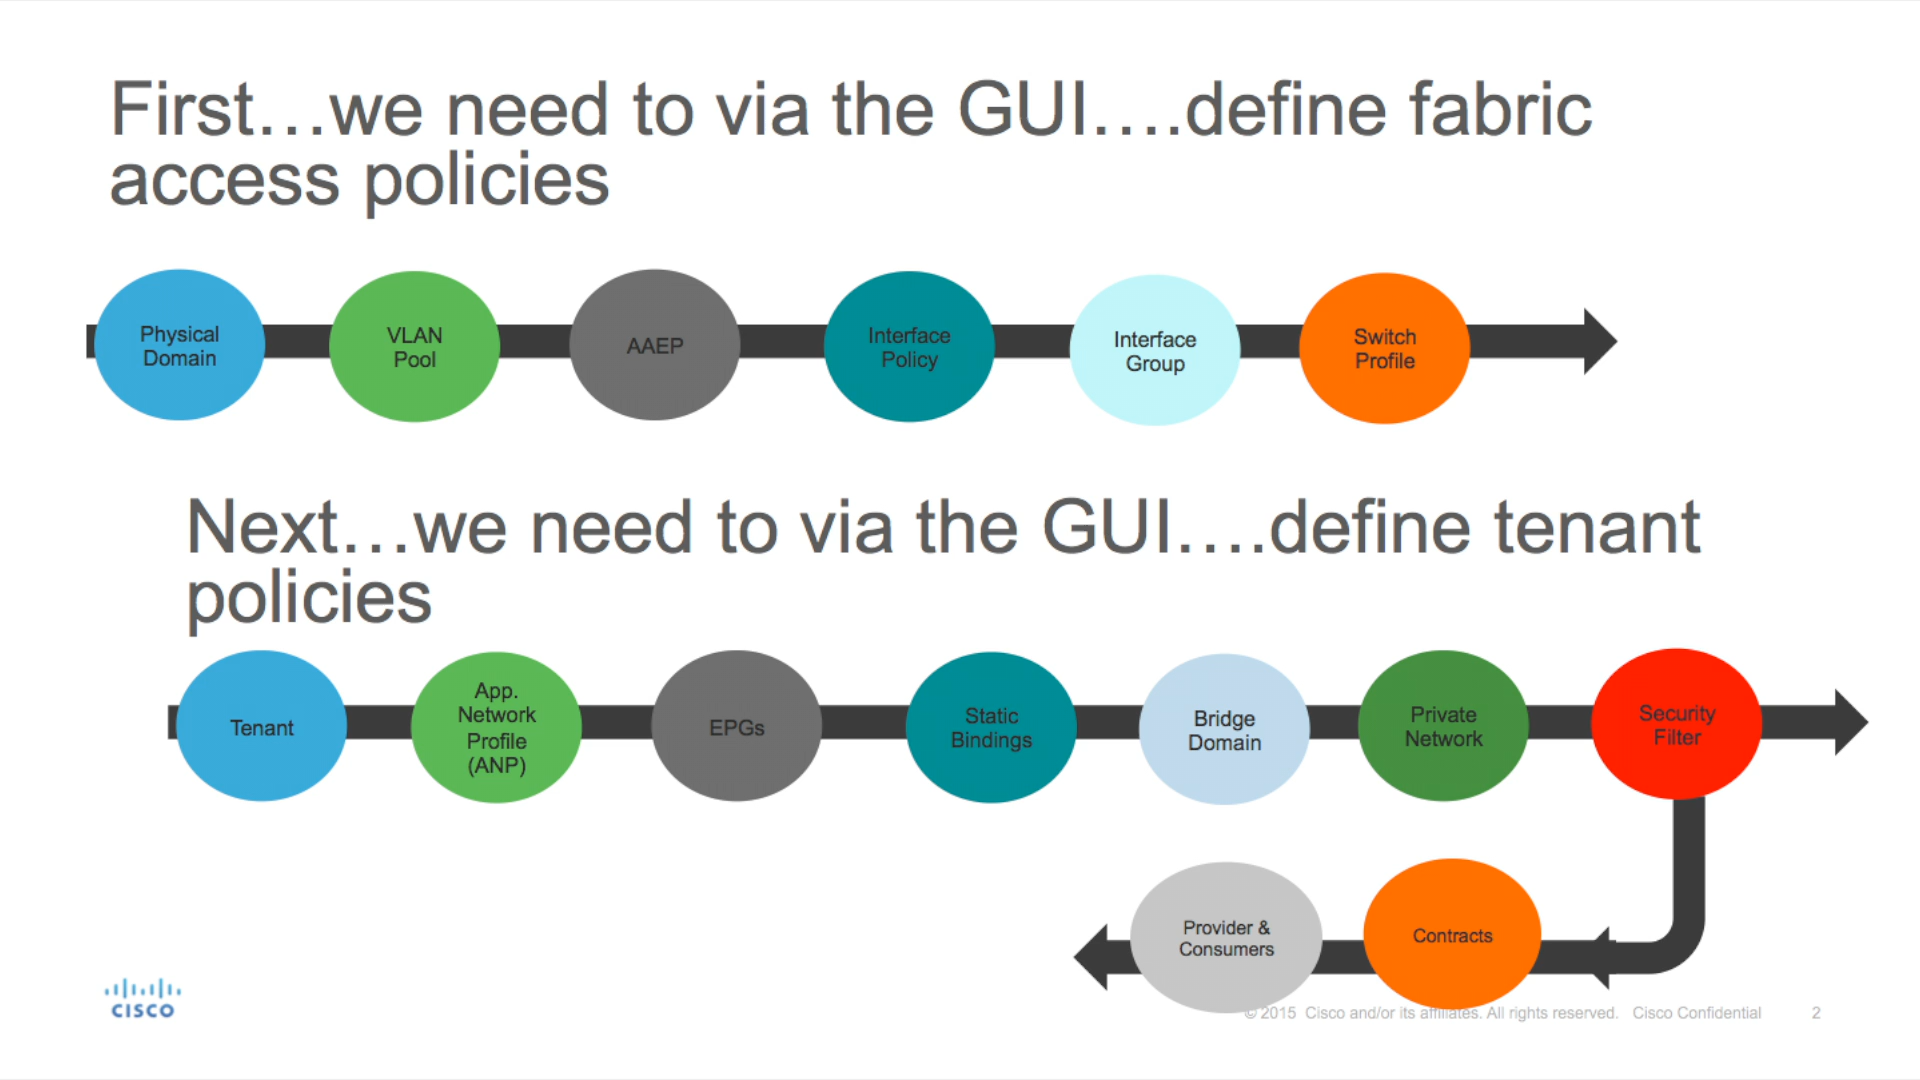 First…we need to via the GUI….define fabric
access policies
Physical
Domain
VLAN
Pool
AAEP
Interface
Policy
Interface
Group
Switch
Profile
Next…we need to via the GUI….define tenant
policies
Tenant
App.
Network
Profile
(ANP)
EPGs
Static
Bindings
Bridge
Domain
Private
Network
Security
Filter
Provider &
Consumers
Contracts
CISCO
© 2015 Cisco and/or its affiliates. All rights reserved. Cisco Confidential 2